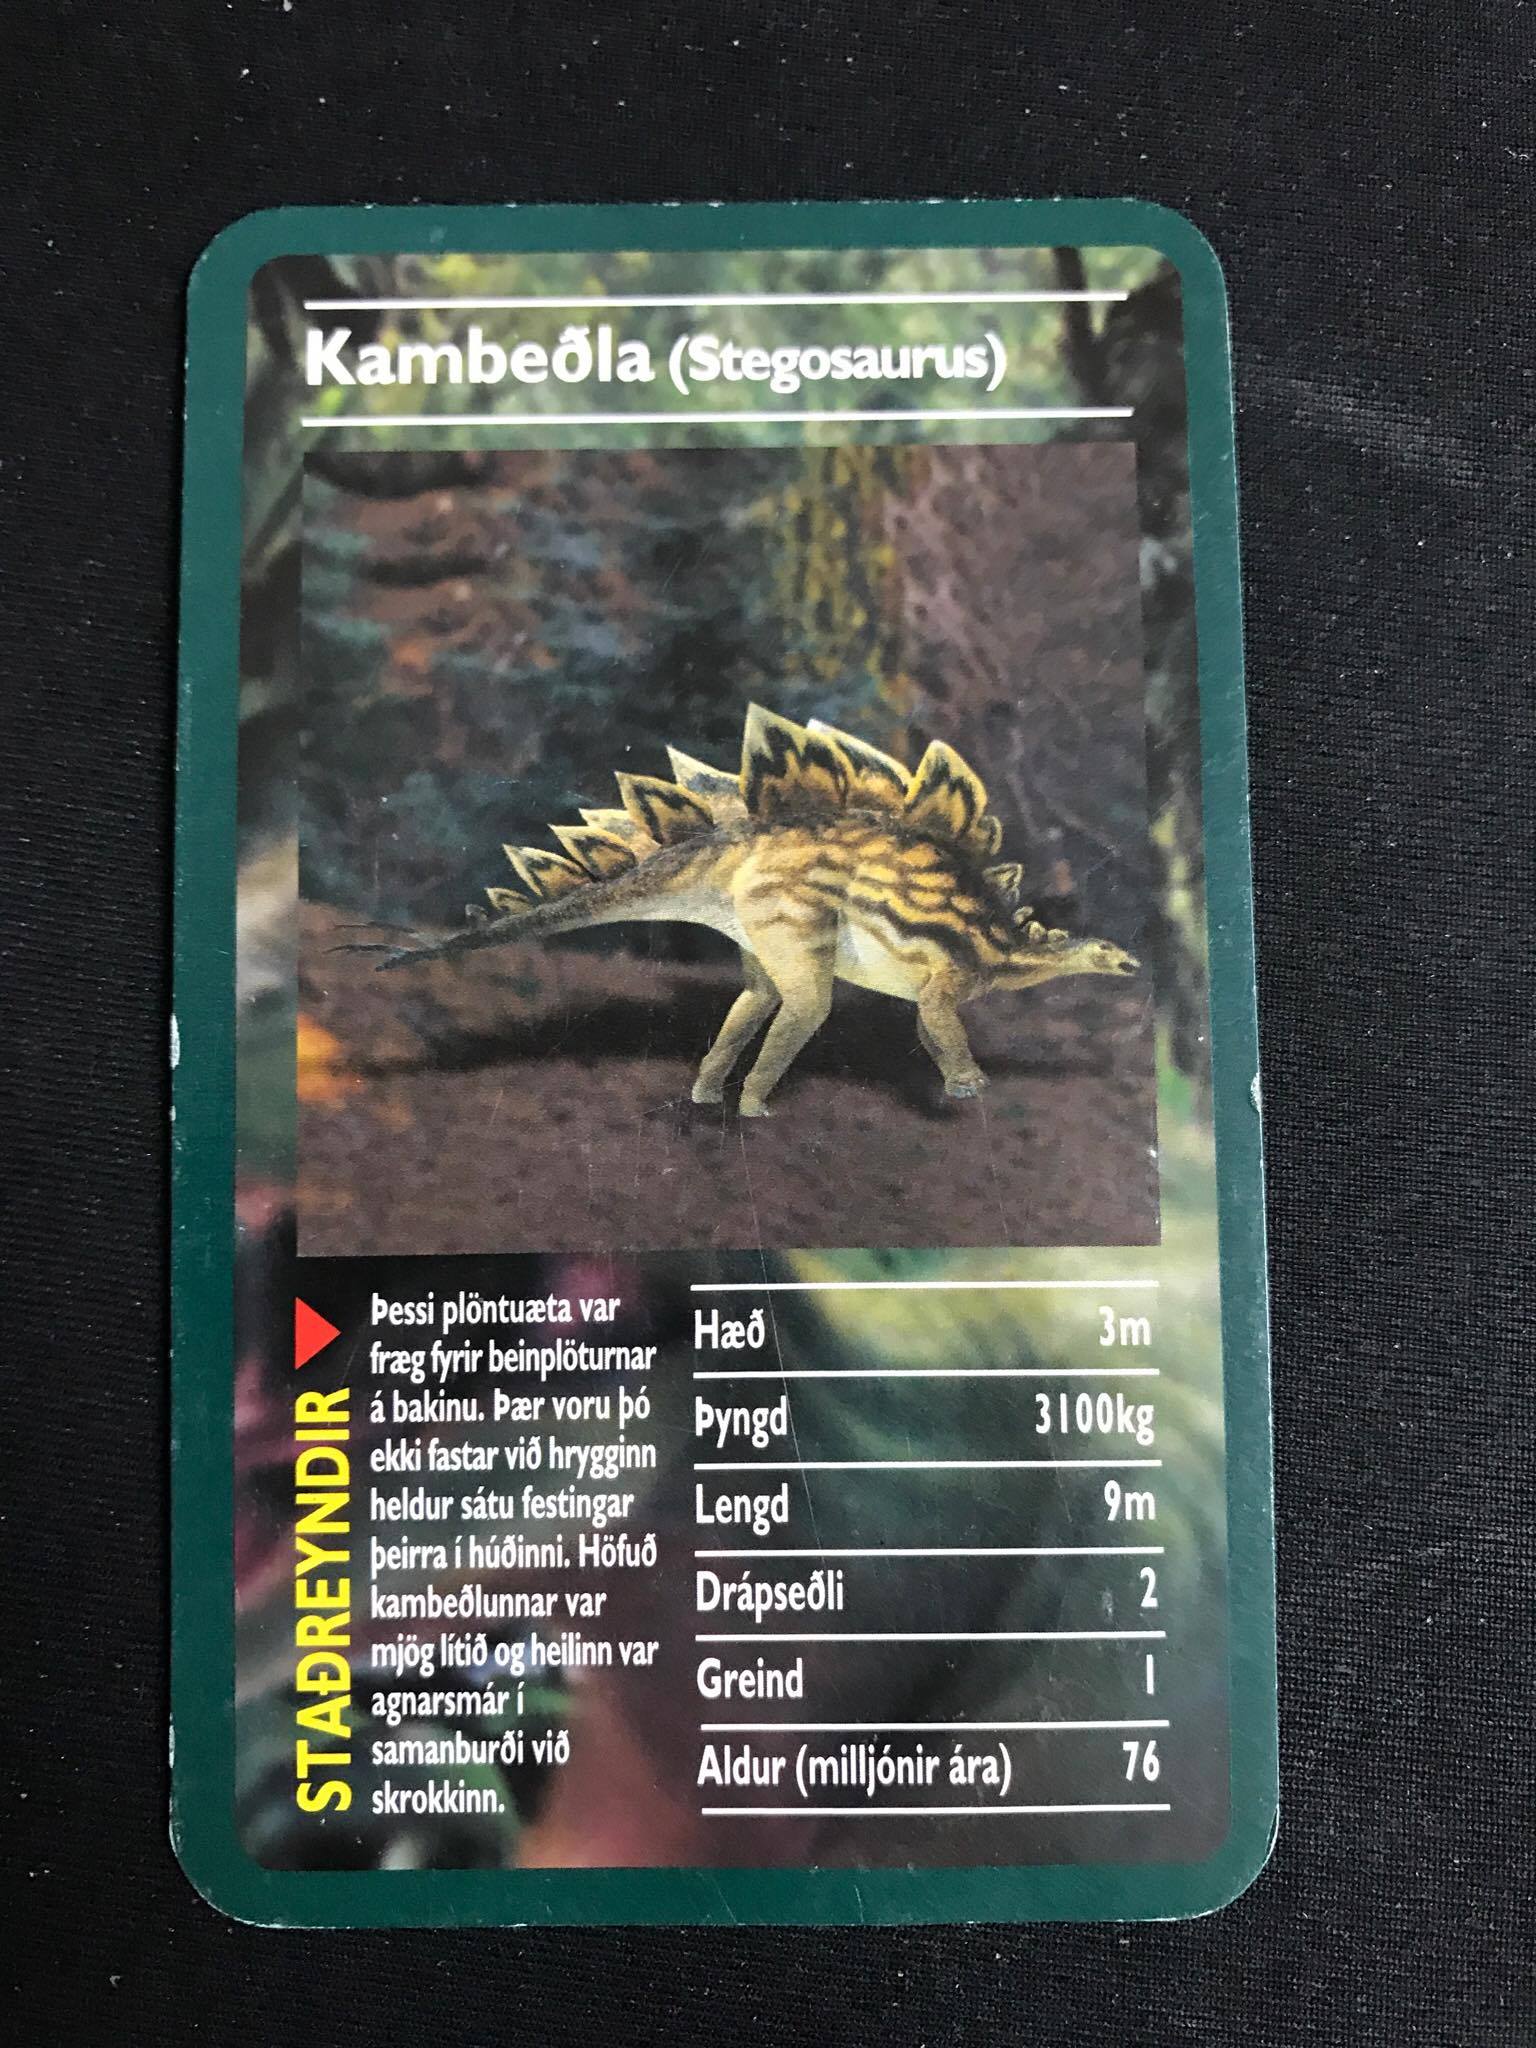 Kambeðla (Stegosaurus)
STAÐREYNDIR
Þessi plöntuæta var
fræg fyrir beinplöturnar
á bakinu. Þær voru þó
ekki fastar við hrygginn
heldur sátu festingar
þeirra í húðinni. Höfuð
kambeðlunnar var
mjög lítið og heilinn var
agnarsmár í
samanburði við
skrokkinn.
Hæð 3m
Þyngd 3100kg
Lengd 9m
Drápseðli 2
Greind 1
Aldur (milljónir ára) 76